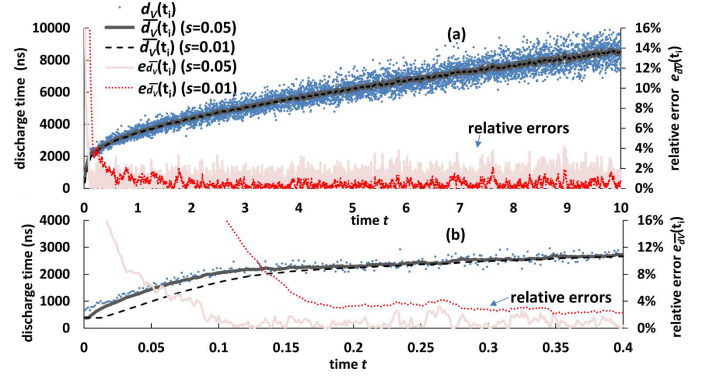 d_V(t_i)
d̅_V(t_i) (s=0.05)
d̅_V(t_i) (s=0.01)
e_d̅_V(t_i) (s=0.05)
e_d̅_V(t_i) (s=0.01)
(a)
10000
8000
6000
4000
2000
0
discharge time (ns)
16%
14%
12%
10%
8%
6%
4%
2%
0%
relative error e_d̅V(t_i)
relative errors
0 1 2 3 4 5 6 7 8 9 10
time t
(b)
4000
3000
2000
1000
0
discharge time (ns)
16%
12%
8%
4%
0%
relative error e_d̅V(t_i)
relative errors
0 0.05 0.1 0.15 0.2 0.25 0.3 0.35 0.4
time t